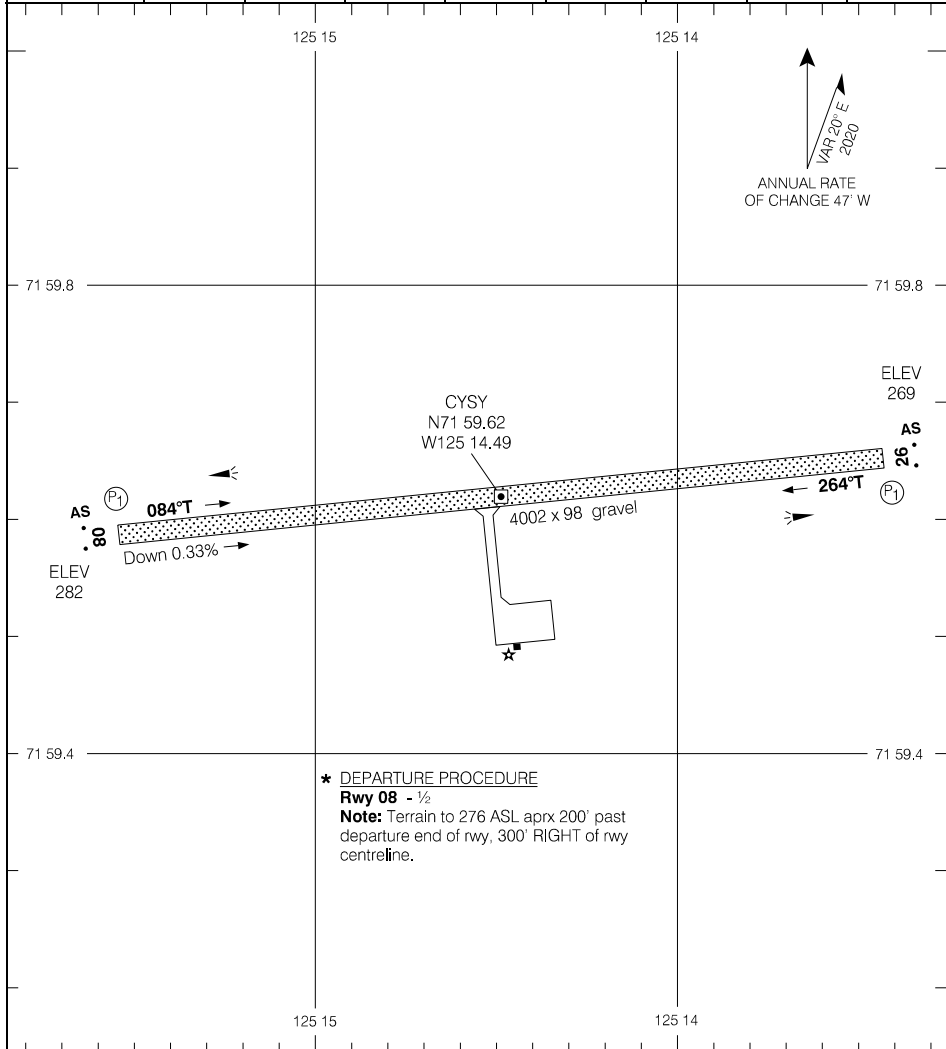 125 15
125 14
VAR 20° E
2020
ANNUAL RATE
OF CHANGE 47' W
71 59.8
71 59.8
ELEV
269
CYSY
N71 59.62
W125 14.49
AS
26
P1
AS
08
084°T
264°T
P1
4002 x 98 gravel
Down 0.33%
ELEV
282
71 59.4
71 59.4
* DEPARTURE PROCEDURE
Rwy 08 - ½
Note: Terrain to 276 ASL aprx 200' past
departure end of rwy, 300' RIGHT of rwy
centreline.
125 15
125 14